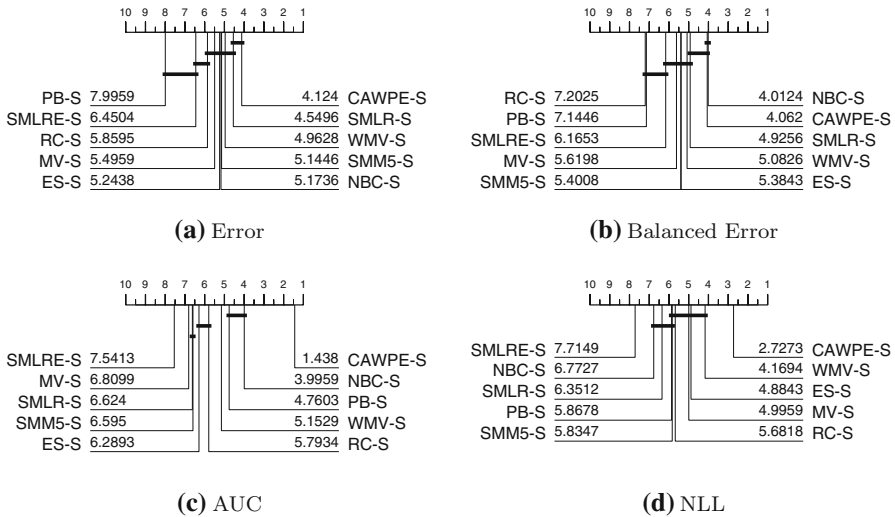 10 9 8 7 6 5 4 3 2 1
PB-S 7.9959 4.124 CAWPE-S
SMLRE-S 6.4504 4.5496 SMLR-S
RC-S 5.8595 4.9628 WMV-S
MV-S 5.4959 5.1446 SMM5-S
ES-S 5.2438 5.1736 NBC-S
(a) Error
10 9 8 7 6 5 4 3 2 1
RC-S 7.2025 4.0124 NBC-S
PB-S 7.1446 4.062 CAWPE-S
SMLRE-S 6.1653 4.9256 SMLR-S
MV-S 5.6198 5.0826 WMV-S
SMM5-S 5.4008 5.3843 ES-S
(b) Balanced Error
10 9 8 7 6 5 4 3 2 1
SMLRE-S 7.5413 1.438 CAWPE-S
MV-S 6.8099 3.9959 NBC-S
SMLR-S 6.624 4.7603 PB-S
SMM5-S 6.595 5.1529 WMV-S
ES-S 6.2893 5.7934 RC-S
(c) AUC
10 9 8 7 6 5 4 3 2 1
SMLRE-S 7.7149 2.7273 CAWPE-S
NBC-S 6.7727 4.1694 WMV-S
SMLR-S 6.3512 4.8843 ES-S
PB-S 5.8678 4.9959 MV-S
SMM5-S 5.8347 5.6818 RC-S
(d) NLL